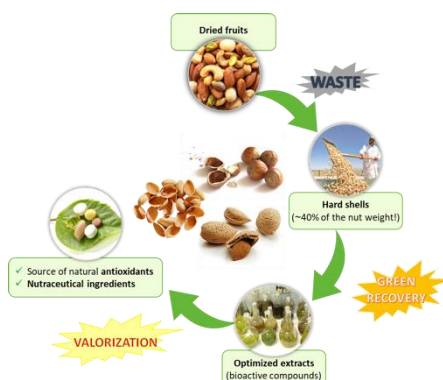 Dried fruits
WASTE
Hard shells
(~40% of the nut weight!)
GREEN
RECOVERY
Optimized extracts
(bioactive compounds)
VALORIZATION
✓ Source of natural antioxidants
✓ Nutraceutical ingredients